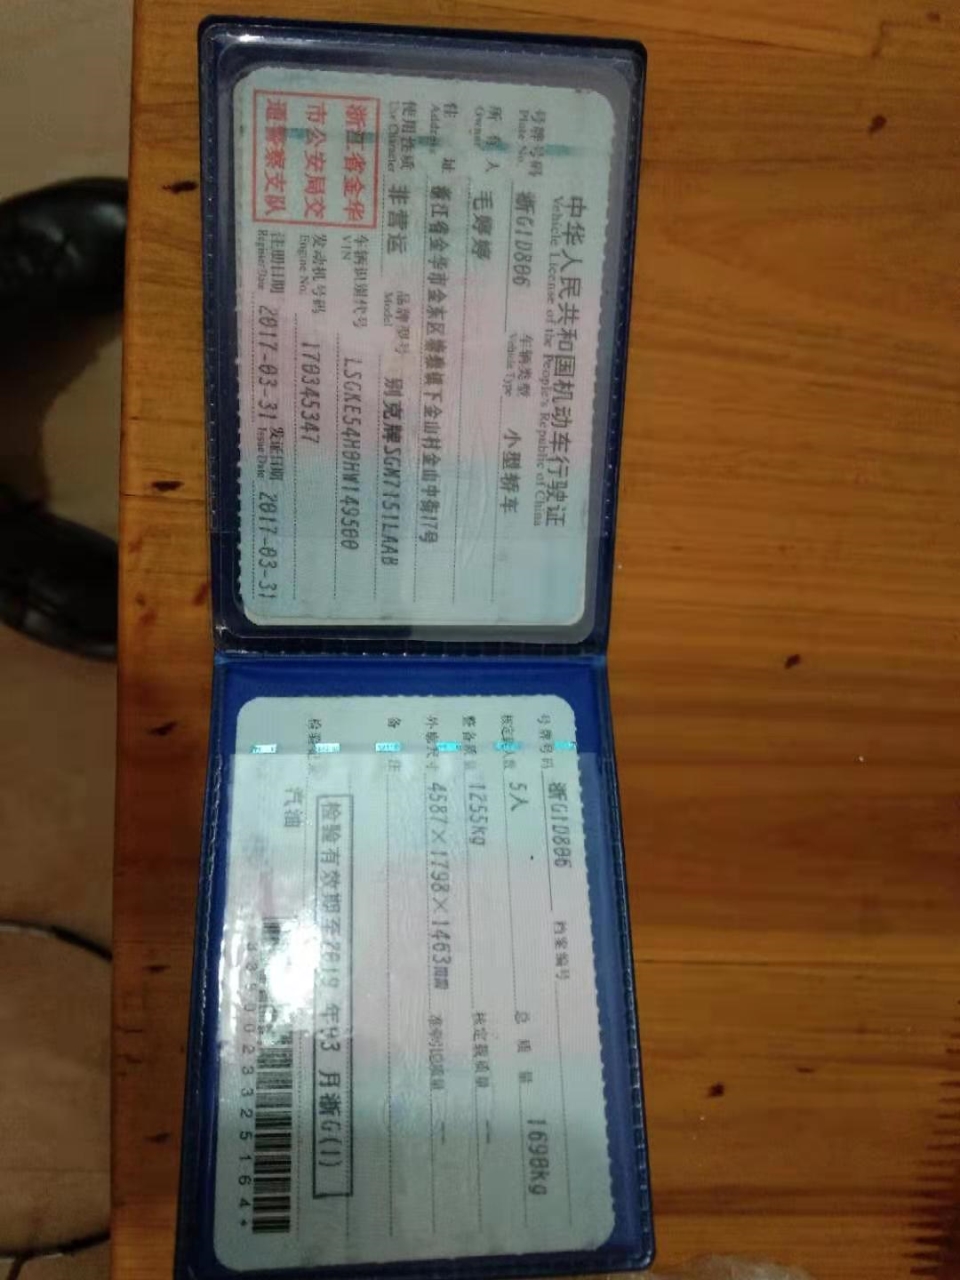 中华人民共和国机动车行驶证
Vehicle License of the People's Republic of China
号牌号码 浙G1D806 车辆类型 小型轿车
Plate No. Vehicle Type
所有人 毛婷婷
Owner
住址 浙江省金华市金东区 镇下金山村金山中街17号
Address
使用性质 非营运 品牌型号 别克牌SGM7151LAAB
Use Character Model
浙江省金华
市公安局交
通警察支队
车辆识别代号 LSGKE54H0HW149500
VIN
发动机号码 170345347
Engine No.
注册日期 2017-03-31 发证日期 2017-03-31
Register Date Issue Date
号牌号码 浙G1D806 档案编号
核定载人数 5人 总质量 1690kg
整备质量 1255kg 核定载质量 —
外廓尺寸 4587×1798×1463mm 准牵引总质量 —
备注
检验记录 检验有效期至2019年03月浙G(1)
汽油
0023325164*